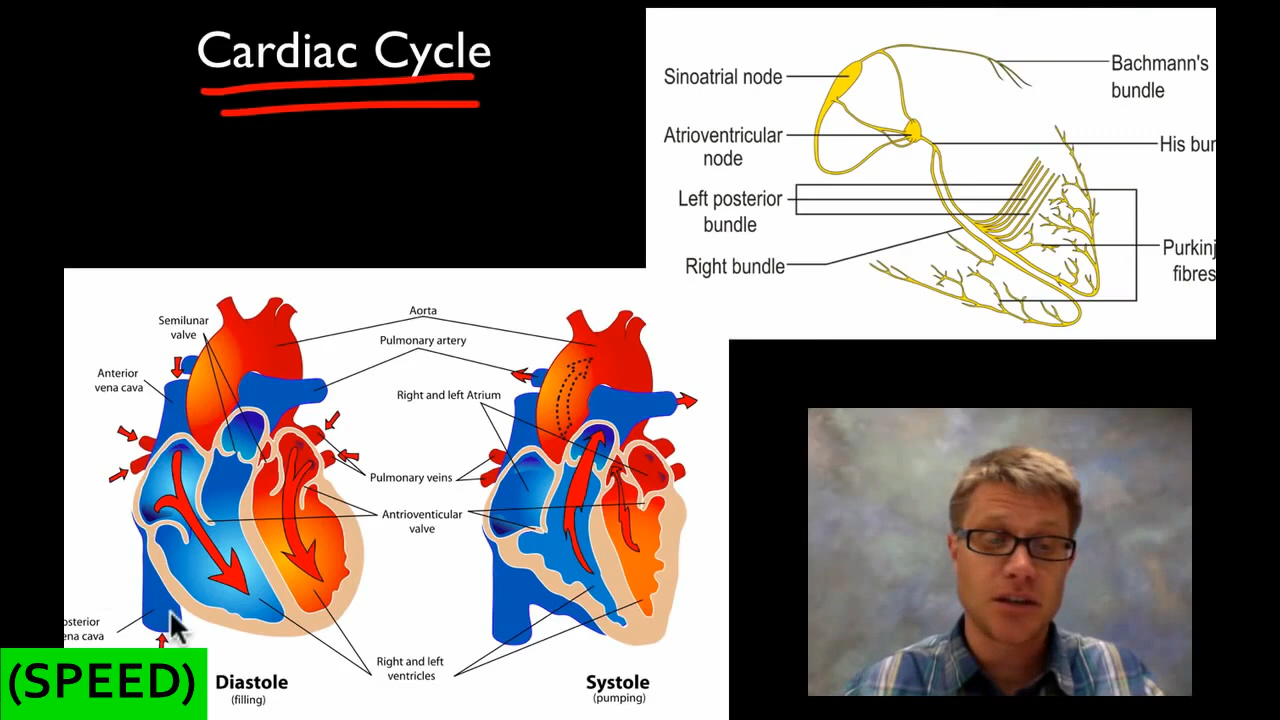 Cardiac Cycle
Sinoatrial node
Bachmann's
bundle
Atrioventricular
node
His bun
Left posterior
bundle
Right bundle
Purkinj
fibres
Semilunar
valve
Aorta
Pulmonary artery
Anterior
vena cava
Right and left Atrium
Pulmonary veins
Antrioventicular
valve
osterior
ena cava
Right and left
ventricles
Diastole
(filling)
Systole
(pumping)
(SPEED)